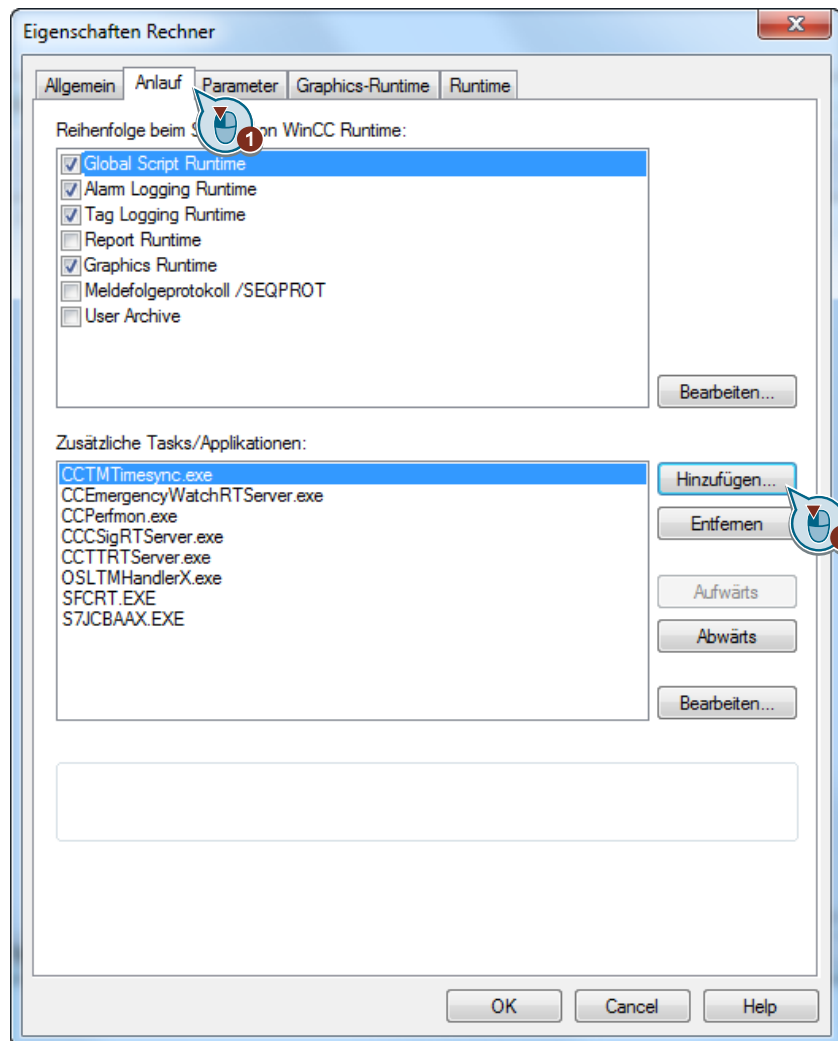 Eigenschaften Rechner
Allgemein Anlauf Parameter Graphics-Runtime Runtime
Reihenfolge beim S on WinCC Runtime:
1
Global Script Runtime
Alarm Logging Runtime
Tag Logging Runtime
Report Runtime
Graphics Runtime
Meldefolgeprotokoll /SEQPROT
User Archive
Bearbeiten...
Zusätzliche Tasks/Applikationen:
CCTMTimesync.exe
Hinzufügen...
CCEmergencyWatchRTServer.exe
CCPerfmon.exe
Entfernen
CCCSigRTServer.exe
CCTTRTServer.exe
OSLTMHandlerX.exe
SFCRT.EXE
Aufwärts
S7JCBAAX.EXE
Abwärts
Bearbeiten...
OK Cancel Help